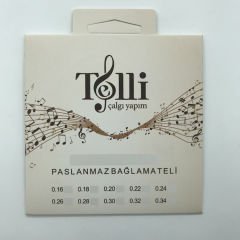 Telli
çalgı yapım
PASLANMAZ BAĞLAMA TELİ
0.16 0.18 0.20 0.22 0.24
0.26 0.28 0.30 0.32 0.34